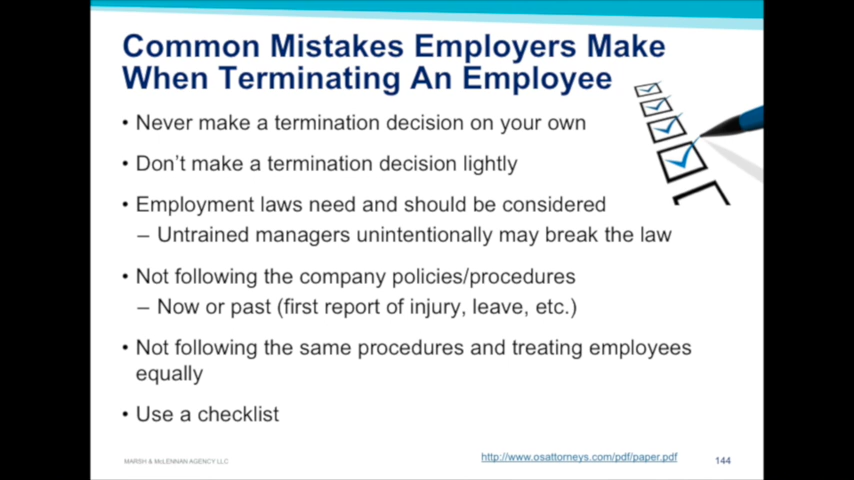 Common Mistakes Employers Make
When Terminating An Employee
• Never make a termination decision on your own
• Don't make a termination decision lightly
• Employment laws need and should be considered
– Untrained managers unintentionally may break the law
• Not following the company policies/procedures
– Now or past (first report of injury, leave, etc.)
• Not following the same procedures and treating employees
equally
• Use a checklist
MARSH & McLENNAN AGENCY LLC
http://www.osattorneys.com/pdf/paper.pdf
144